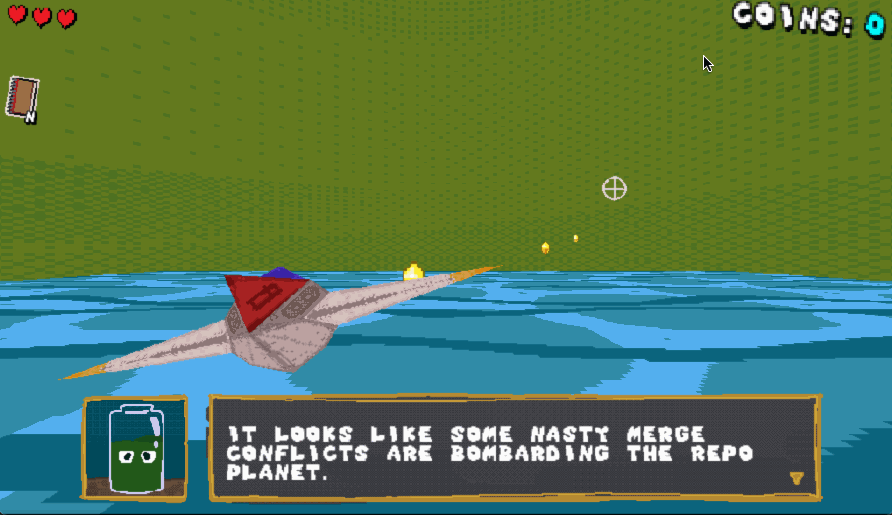 COINS: 0
N
IT LOOKS LIKE SOME NASTY MERGE
CONFLICTS ARE BOMBARDING THE REPO
PLANET.